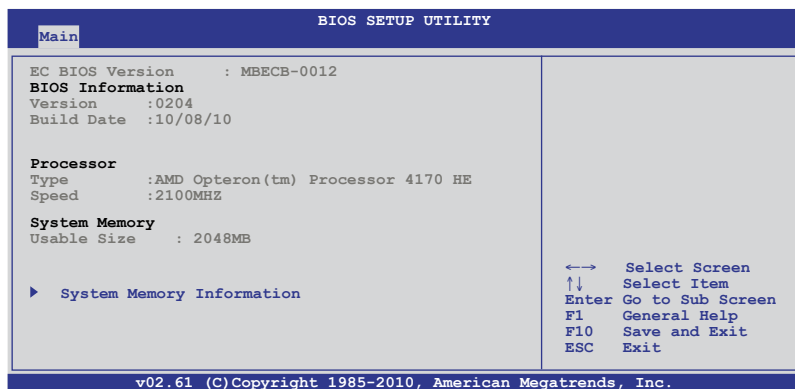 BIOS SETUP UTILITY
Main
EC BIOS Version : MBECB-0012
BIOS Information
Version :0204
Build Date :10/08/10
Processor
Type :AMD Opteron(tm) Processor 4170 HE
Speed :2100MHZ
System Memory
Usable Size : 2048MB
System Memory Information
←→ Select Screen
↑↓ Select Item
Enter Go to Sub Screen
F1 General Help
F10 Save and Exit
ESC Exit
v02.61 (C)Copyright 1985-2010, American Megatrends, Inc.